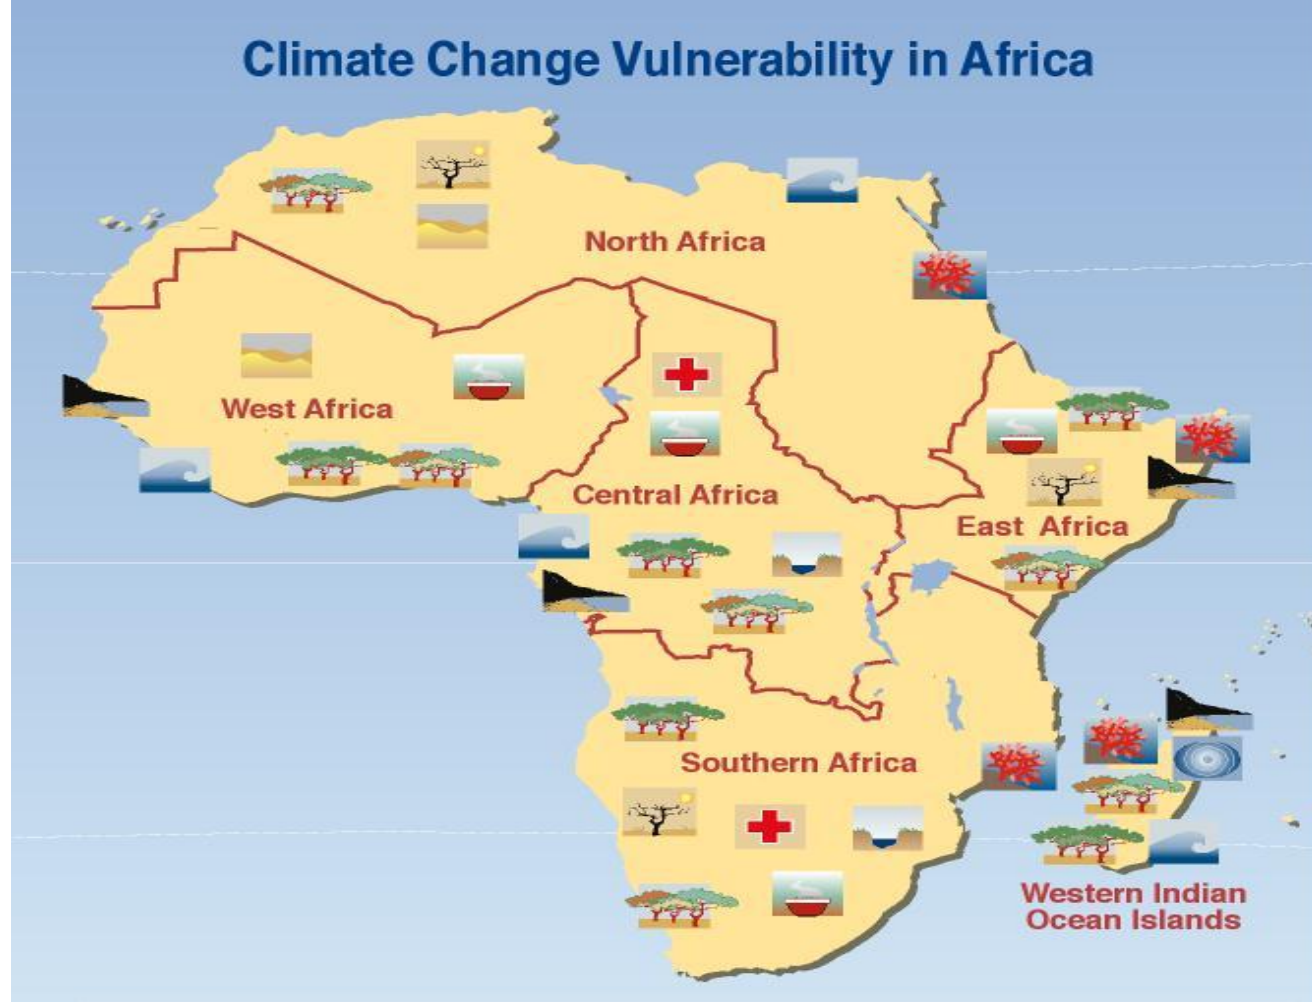 Climate Change Vulnerability in Africa
North Africa
West Africa
Central Africa
East Africa
Southern Africa
Western Indian
Ocean Islands